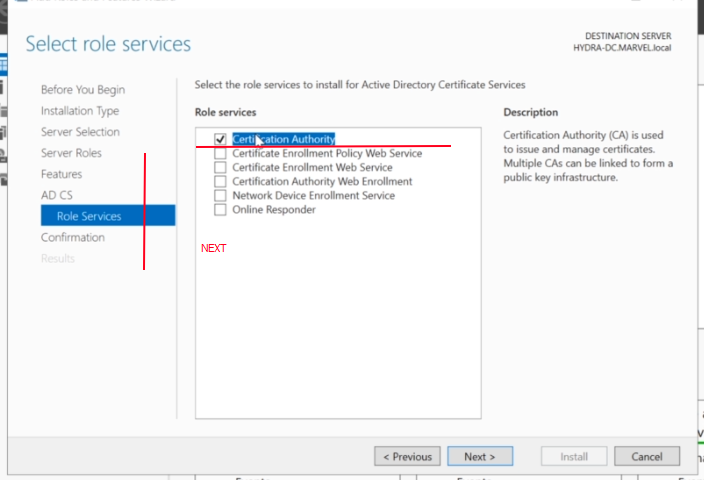 Select role services
DESTINATION SERVER
HYDRA-DC.MARVEL.local
Before You Begin
Installation Type
Server Selection
Server Roles
Features
AD CS
Role Services
Confirmation
Results
Select the role services to install for Active Directory Certificate Services
Role services
Certification Authority
Certificate Enrollment Policy Web Service
Certificate Enrollment Web Service
Certification Authority Web Enrollment
Network Device Enrollment Service
Online Responder
NEXT
Description
Certification Authority (CA) is used
to issue and manage certificates.
Multiple CAs can be linked to form a
public key infrastructure.
< Previous
Next >
Install
Cancel